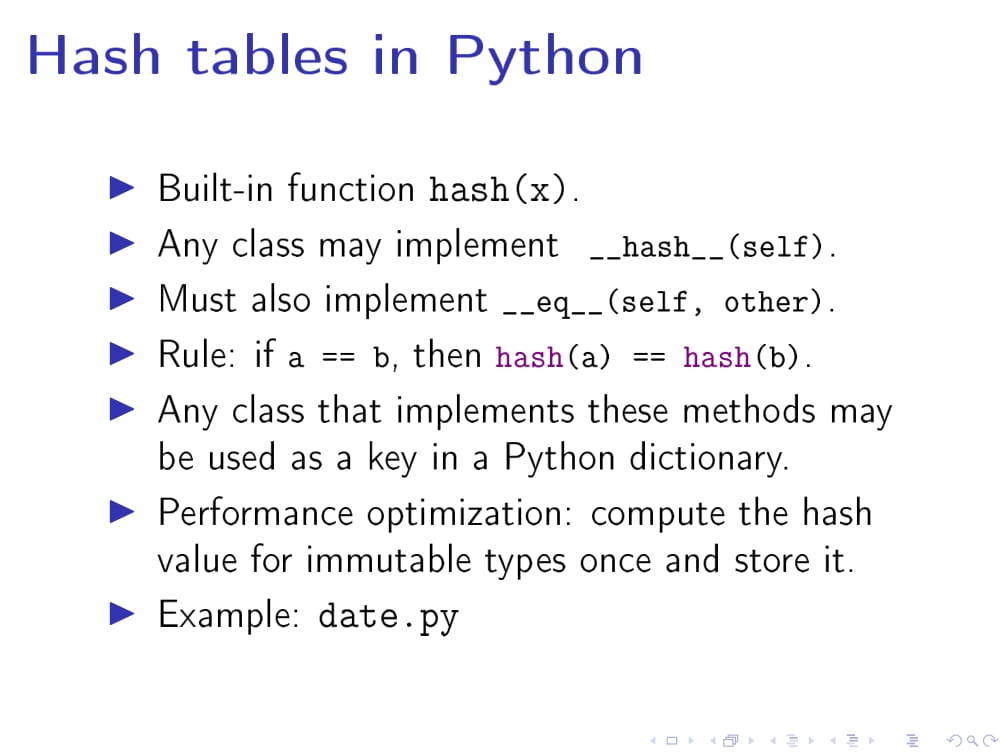 Hash tables in Python
Built-in function hash(x).
Any class may implement __hash__(self).
Must also implement __eq__(self, other).
Rule: if a == b, then hash(a) == hash(b).
Any class that implements these methods may
be used as a key in a Python dictionary.
Performance optimization: compute the hash
value for immutable types once and store it.
Example: date.py